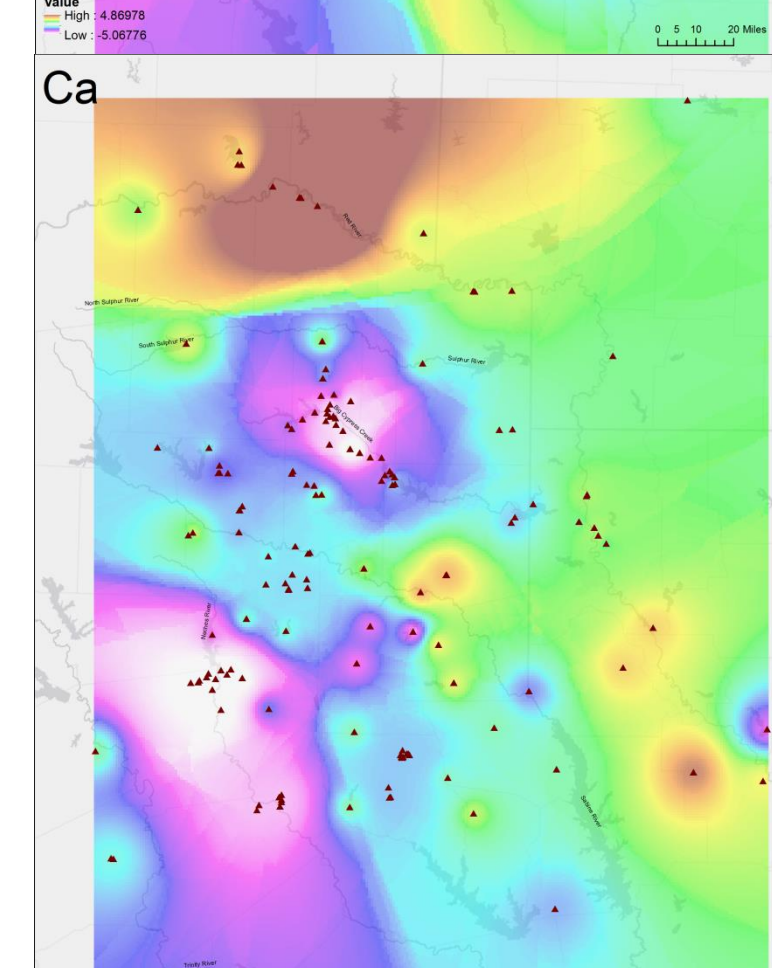 Value
High : 4.86978
Low : -5.06776
0 5 10 20 Miles
Ca
Red River
North Sulphur River
South Sulphur River
Sulphur River
Big Cypress Creek
Neches River
Sabine River
Trinity River